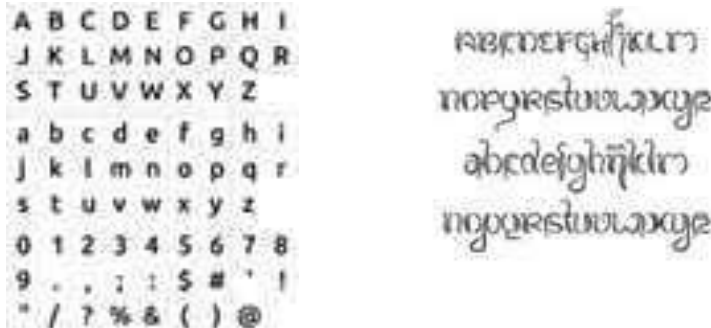 A B C D E F G H I
J K L M N O P Q R
S T U V W X Y Z
a b c d e f g h i
j k l m n o p q r
s t u v w x y z
0 1 2 3 4 5 6 7 8
9 . , ; : $ # ' !
" / ? % & ( ) @
ABCDEFGHIJKLM
NOPQRSTUVWXYZ
abcdefghijklm
nopqrstuvwxyz